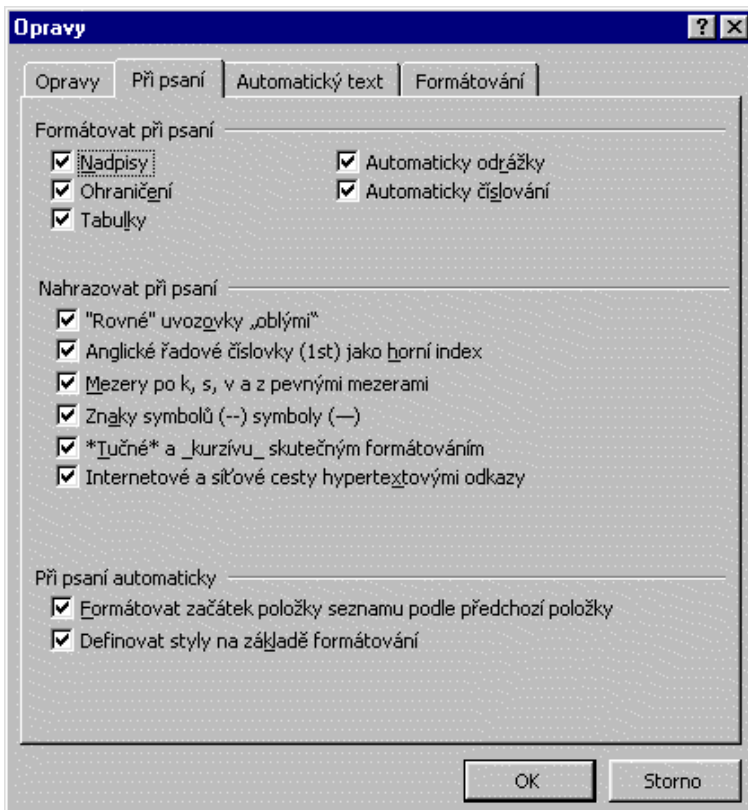 Opravy
Opravy Při psaní Automatický text Formátování
Formátovat při psaní
Nadpisy Automaticky odrážky
Ohraničení Automaticky číslování
Tabulky
Nahrazovat při psaní
"Rovné" uvozovky „oblými“
Anglické řadové číslovky (1st) jako horní index
Mezery po k, s, v a z pevnými mezerami
Znaky symbolů (--) symboly (—)
*Tučné* a _kurzívu_ skutečným formátováním
Internetové a síťové cesty hypertextovými odkazy
Při psaní automaticky
Formátovat začátek položky seznamu podle předchozí položky
Definovat styly na základě formátování
OK Storno